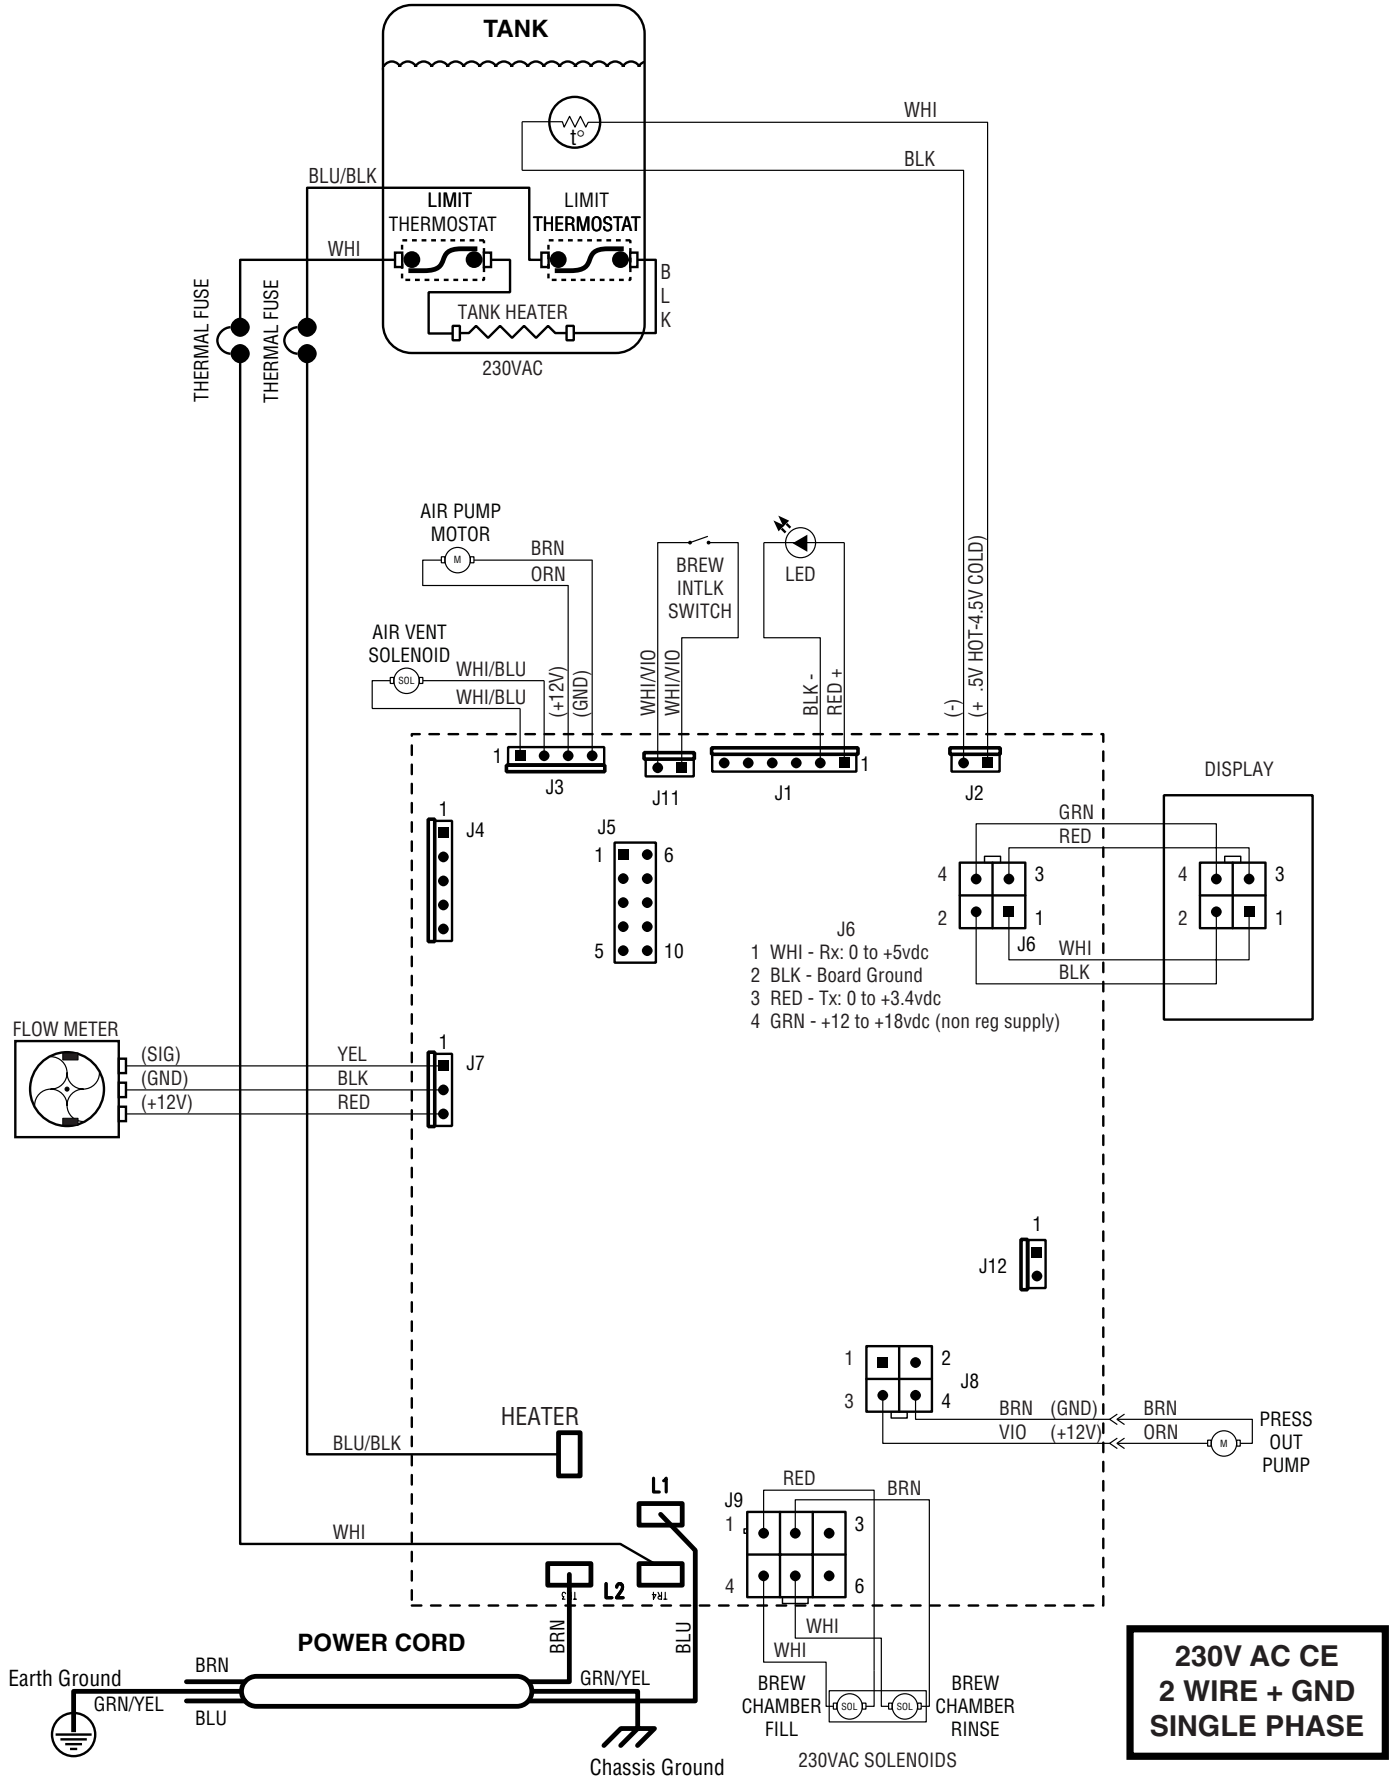 TANK
WHI
BLK
t°
BLU/BLK
LIMIT
THERMOSTAT
LIMIT
THERMOSTAT
WHI
B
L
K
TANK HEATER
230VAC
THERMAL FUSE
THERMAL FUSE
AIR PUMP
MOTOR
M
BRN
ORN
BREW
INTLK
SWITCH
LED
AIR VENT
SOLENOID
SOL
WHI/BLU
WHI/BLU
(+12V)
(GND)
WHI/VIO
WHI/VIO
BLK -
RED +
(-)
(+ .5V HOT-4.5V COLD)
1
J3
J11
1
J1
J2
DISPLAY
1
J4
J5
1
6
5
10
GRN
RED
4
3
2
1
J6
4
3
2
1
WHI
BLK
J6
1 WHI - Rx: 0 to +5vdc
2 BLK - Board Ground
3 RED - Tx: 0 to +3.4vdc
4 GRN - +12 to +18vdc (non reg supply)
FLOW METER
(SIG)
YEL
(GND)
BLK
(+12V)
RED
1
J7
1
J12
1
2
3
4
J8
BRN (GND)
BRN
VIO (+12V)
ORN
M
PRESS
OUT
PUMP
HEATER
BLU/BLK
L1
WHI
L2
TR4
J9
1
3
4
6
RED
BRN
WHI
WHI
BRN
BLU
POWER CORD
Earth Ground
BRN
GRN/YEL
BLU
GRN/YEL
Chassis Ground
BREW
CHAMBER
FILL
SOL
SOL
BREW
CHAMBER
RINSE
230VAC SOLENOIDS
230V AC CE
2 WIRE + GND
SINGLE PHASE